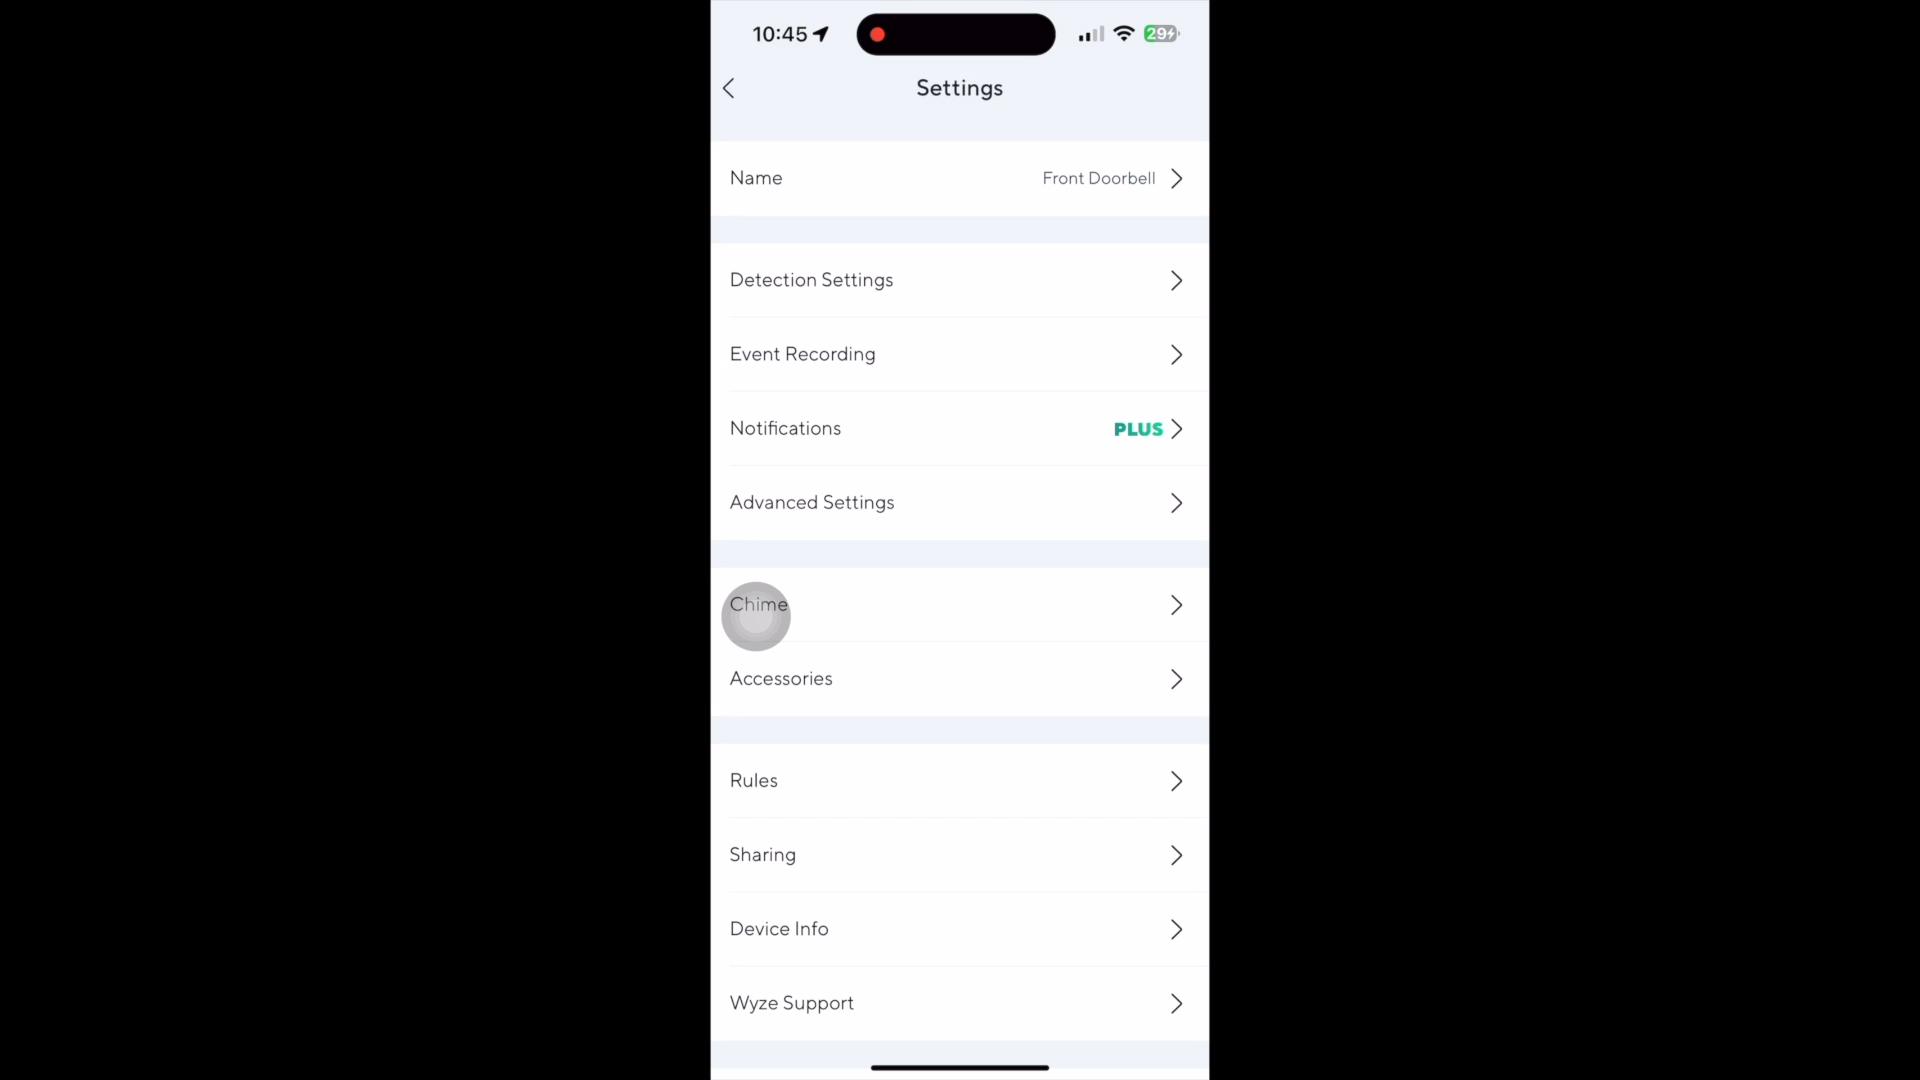 10:45
29
Settings
Name
Front Doorbell
Detection Settings
Event Recording
Notifications
PLUS
Advanced Settings
Chime
Accessories
Rules
Sharing
Device Info
Wyze Support